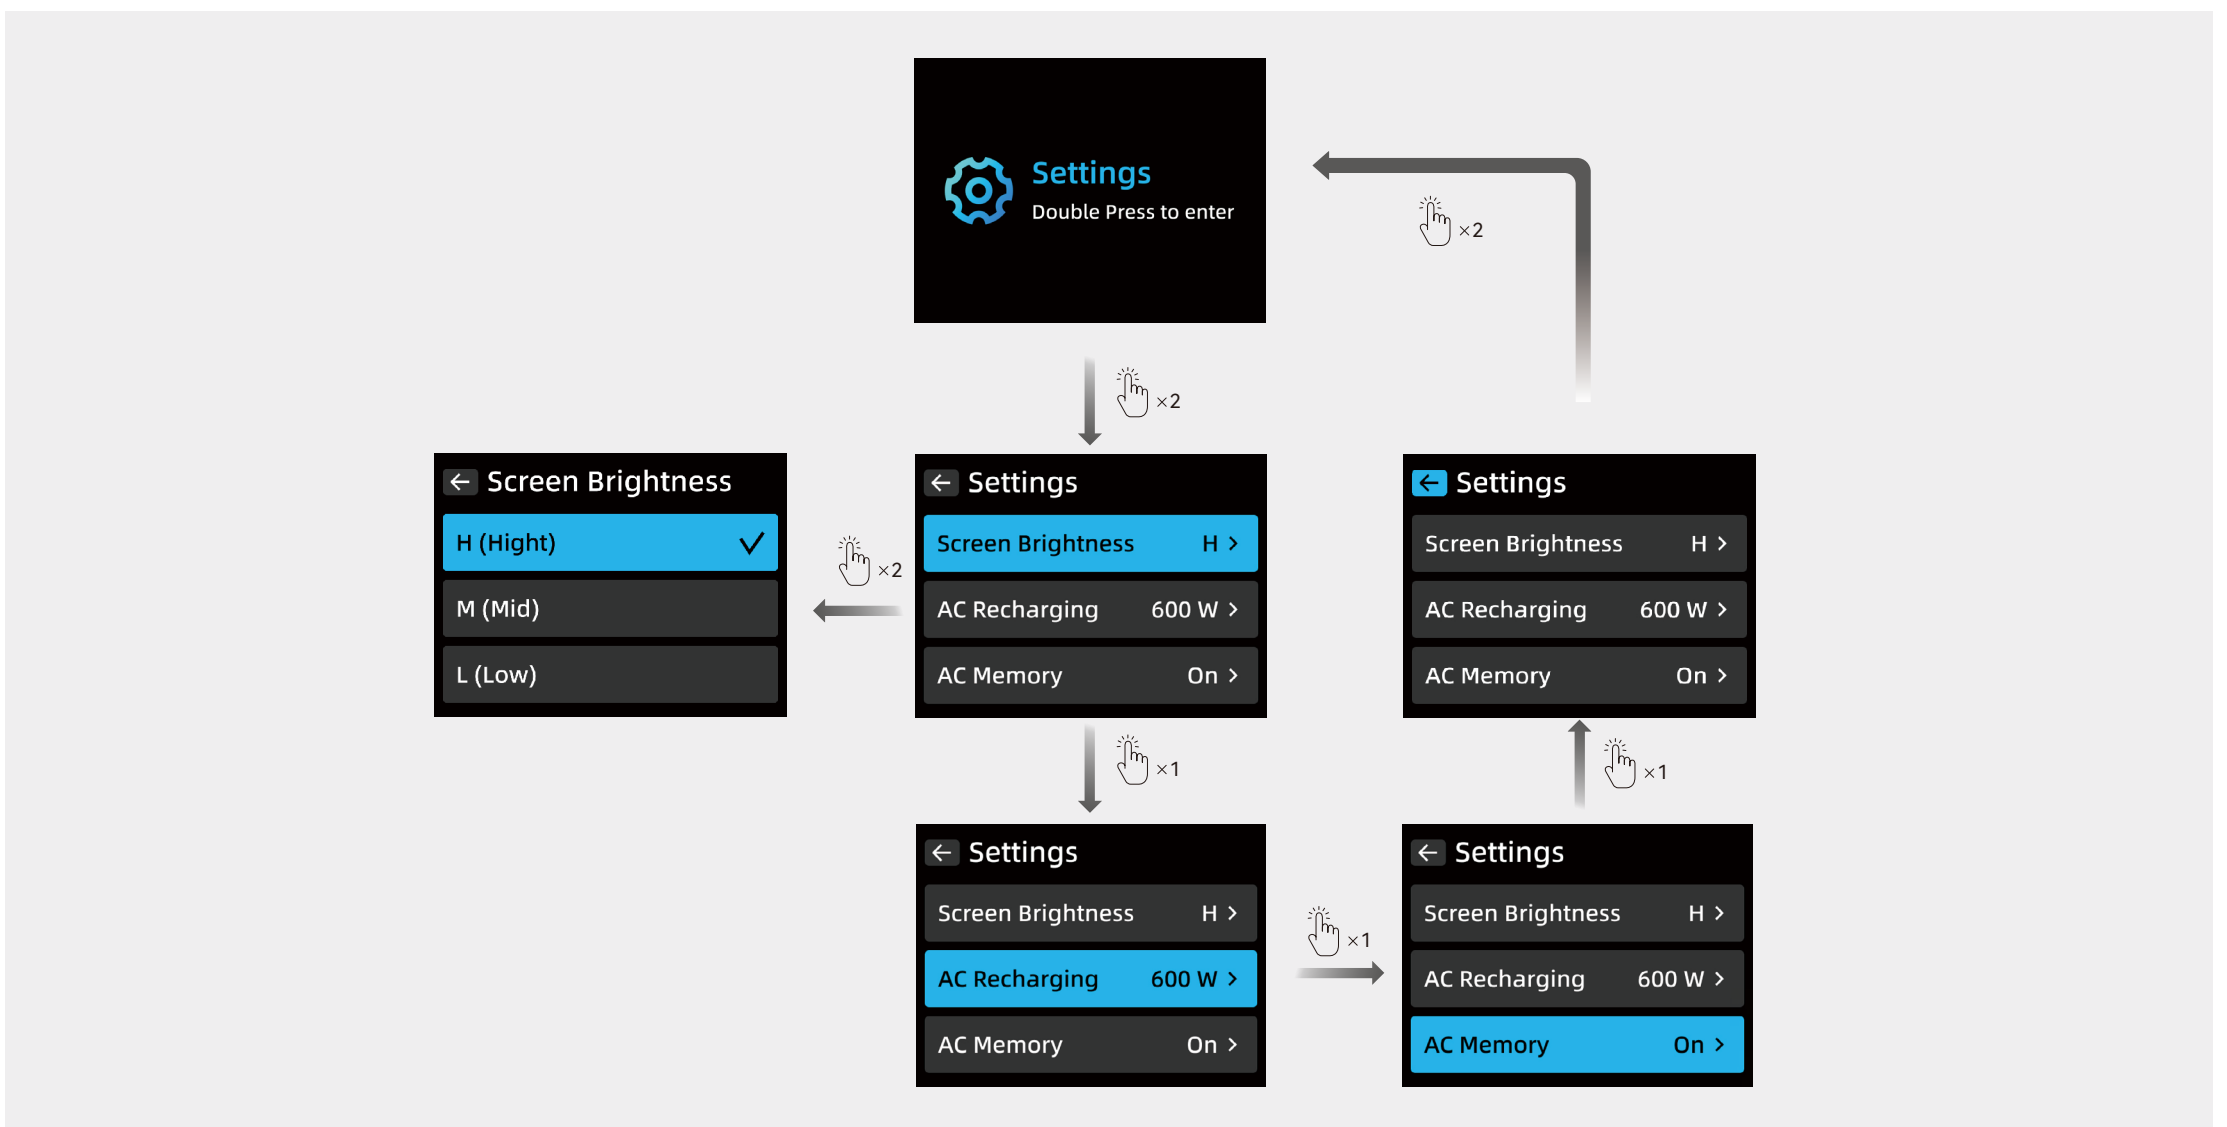 Settings
Double Press to enter
×2
×2
Screen Brightness
H (Hight)
M (Mid)
L (Low)
×2
Settings
Screen Brightness H >
AC Recharging 600 W >
AC Memory On >
Settings
Screen Brightness H >
AC Recharging 600 W >
AC Memory On >
×1
×1
Settings
Screen Brightness H >
AC Recharging 600 W >
AC Memory On >
×1
Settings
Screen Brightness H >
AC Recharging 600 W >
AC Memory On >